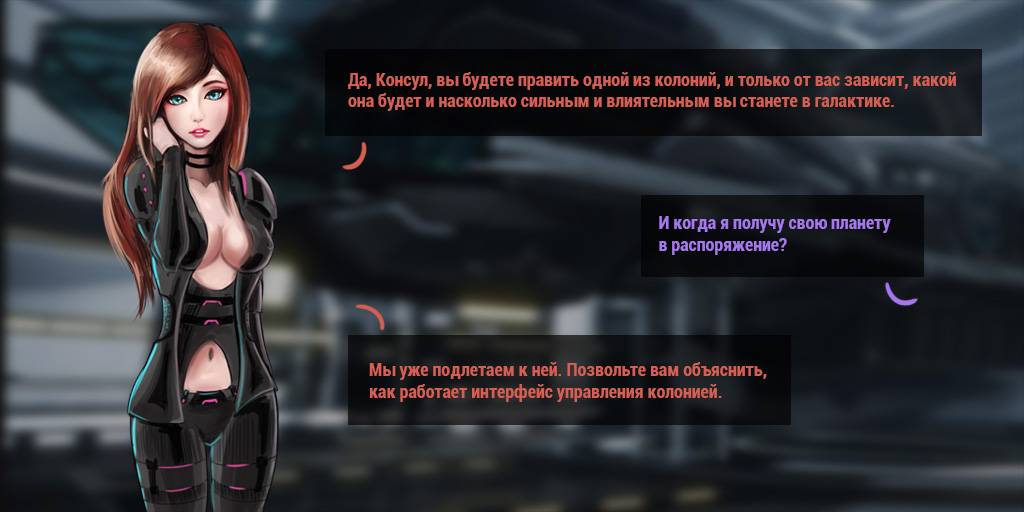 Да, Консул, вы будете править одной из колоний, и только от вас зависит, какой
она будет и насколько сильным и влиятельным вы станете в галактике.
И когда я получу свою планету
в распоряжение?
Мы уже подлетаем к ней. Позвольте вам объяснить,
как работает интерфейс управления колонией.